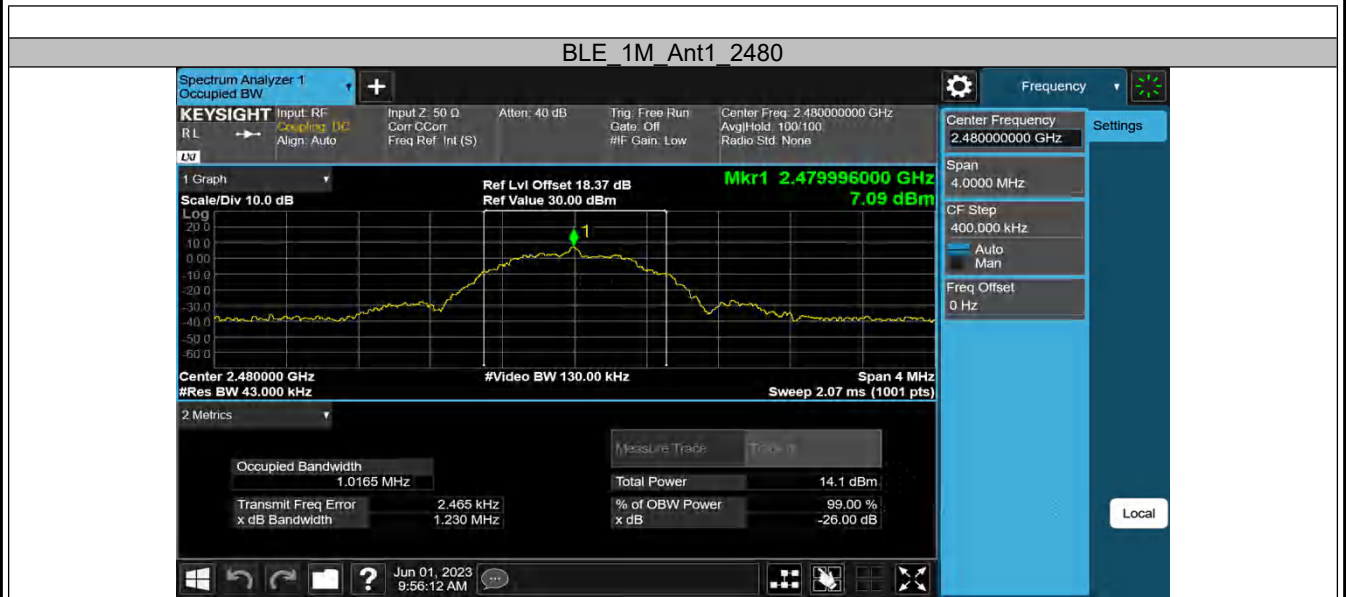 BLE_1M_Ant1_2480
Spectrum Analyzer 1
Occupied BW
+
Frequency
KEYSIGHT
Input: RF
Input Z: 50 Ω
Atten: 40 dB
Trig: Free Run
Center Freq: 2.480000000 GHz
RL
Coupling: DC
Corr CCorr
Gate: Off
Avg|Hold: 100/100
Align: Auto
Freq Ref: Int (S)
#IF Gain: Low
Radio Std: None
LXI
Center Frequency
2.480000000 GHz
Settings
Span
4.0000 MHz
CF Step
400.000 kHz
Auto
Man
Freq Offset
0 Hz
Local
1 Graph
Ref Lvl Offset 18.37 dB
Mkr1 2.479996000 GHz
Scale/Div 10.0 dB
Ref Value 30.00 dBm
7.09 dBm
Log
20.0
10.0
0.00
-10.0
-20.0
-30.0
-40.0
-50.0
-60.0
1
Center 2.480000 GHz
#Video BW 130.00 kHz
Span 4 MHz
#Res BW 43.000 kHz
Sweep 2.07 ms (1001 pts)
2 Metrics
Measure Trace
Occupied Bandwidth
1.0165 MHz
Total Power 14.1 dBm
Transmit Freq Error 2.465 kHz
% of OBW Power 99.00 %
x dB Bandwidth 1.230 MHz
x dB -26.00 dB
?
Jun 01, 2023
9:56:12 AM